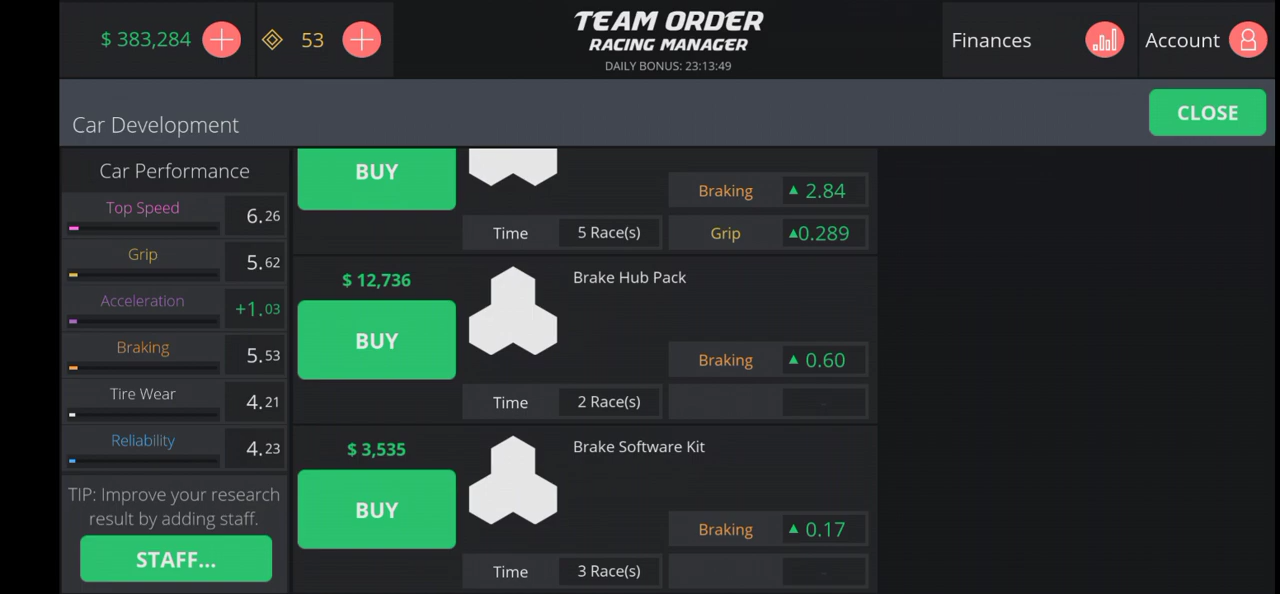 $ 383,284
53
TEAM ORDER
RACING MANAGER
DAILY BONUS: 23:13:49
Finances
Account
Car Development
CLOSE
Car Performance
Top Speed 6.26
Grip 5.62
Acceleration +1.03
Braking 5.53
Tire Wear 4.21
Reliability 4.23
TIP: Improve your research
result by adding staff.
STAFF...
BUY
Braking ▲ 2.84
Time 5 Race(s) Grip ▲0.289
$ 12,736
Brake Hub Pack
BUY
Braking ▲ 0.60
Time 2 Race(s) -
$ 3,535
Brake Software Kit
BUY
Braking ▲ 0.17
Time 3 Race(s) -